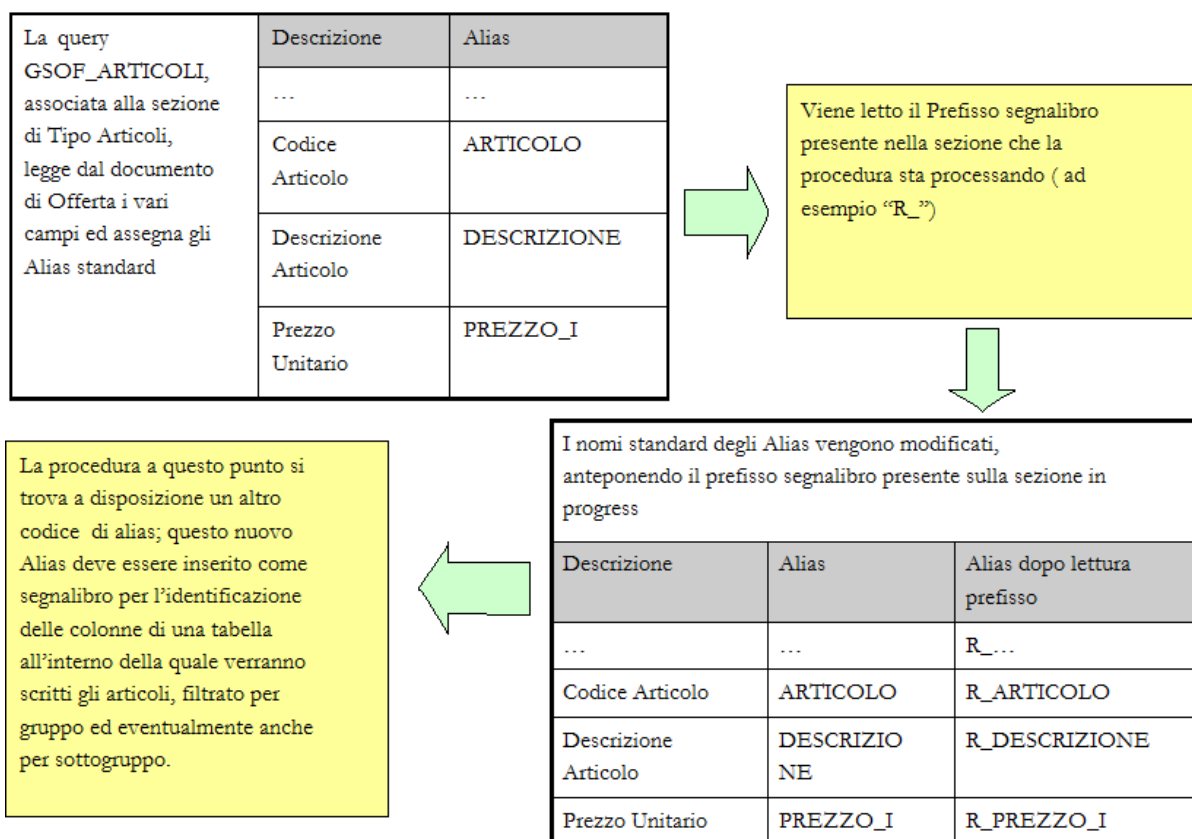 La query
GSOF_ARTICOLI,
associata alla sezione
di Tipo Articoli,
legge dal documento
di Offerta i vari
campi ed assegna gli
Alias standard
Descrizione
Alias
…
…
Codice
Articolo
ARTICOLO
Descrizione
Articolo
DESCRIZIONE
Prezzo
Unitario
PREZZO_I
Viene letto il Prefisso segnalibro
presente nella sezione che la
procedura sta processando ( ad
esempio “R_”)
I nomi standard degli Alias vengono modificati,
anteponendo il prefisso segnalibro presente sulla sezione in
progress
Descrizione
Alias
Alias dopo lettura
prefisso
…
…
R_…
Codice Articolo
ARTICOLO
R_ARTICOLO
Descrizione
Articolo
DESCRIZIO
NE
R_DESCRIZIONE
Prezzo Unitario
PREZZO_I
R_PREZZO_I
La procedura a questo punto si
trova a disposizione un altro
codice di alias; questo nuovo
Alias deve essere inserito come
segnalibro per l’identificazione
delle colonne di una tabella
all’interno della quale verranno
scritti gli articoli, filtrato per
gruppo ed eventualmente anche
per sottogruppo.